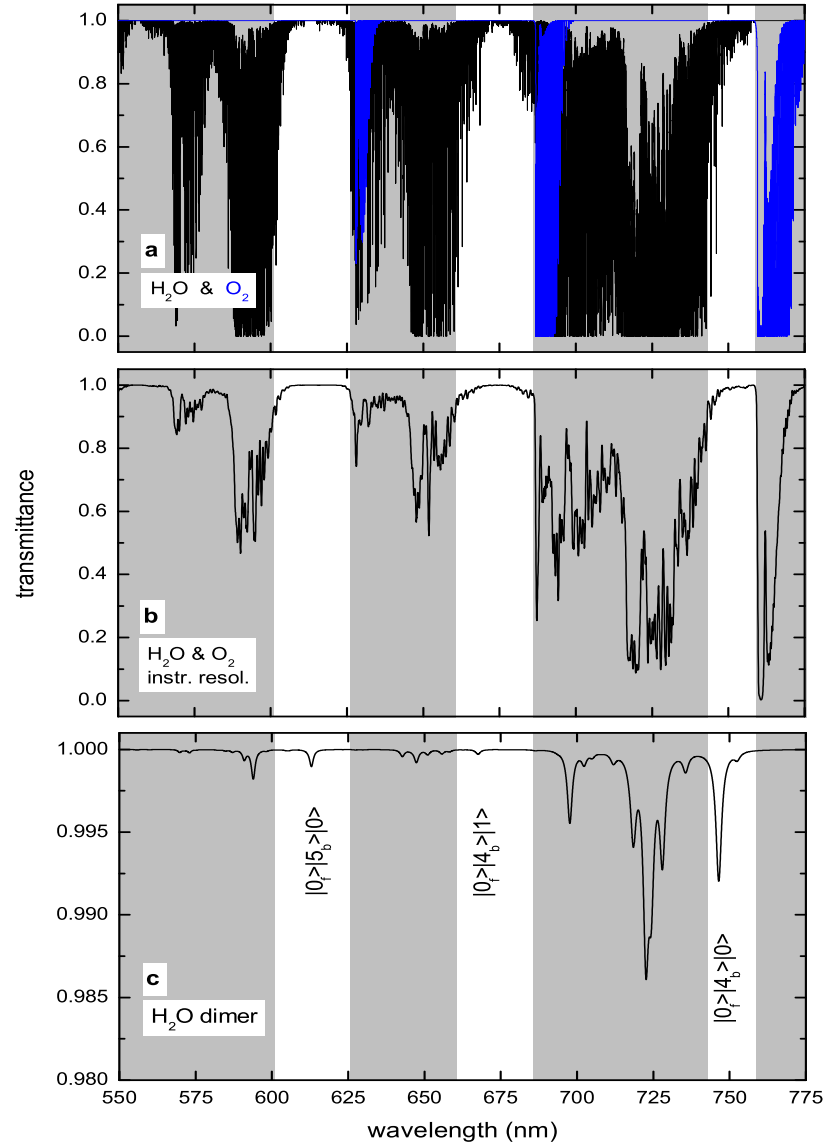 1.0
0.8
0.6
0.4
0.2
0.0
a
H₂O & O₂
1.0
0.8
0.6
0.4
0.2
0.0
transmittance
b
H₂O & O₂
instr. resol.
1.000
0.995
0.990
0.985
0.980
|0f>|5b>|0>
|0f>|4b>|1>
|0f>|4b>|0>
c
H₂O dimer
550 575 600 625 650 675 700 725 750 775
wavelength (nm)